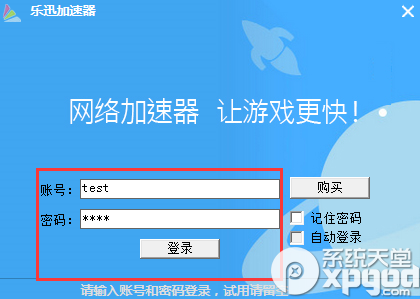 乐迅加速器
网络加速器 让游戏更快!
账号: test
购买
密码: ****
记住密码
自动登录
登录
系统天堂
xpgod
请输入账号和密码登录,试用请留空